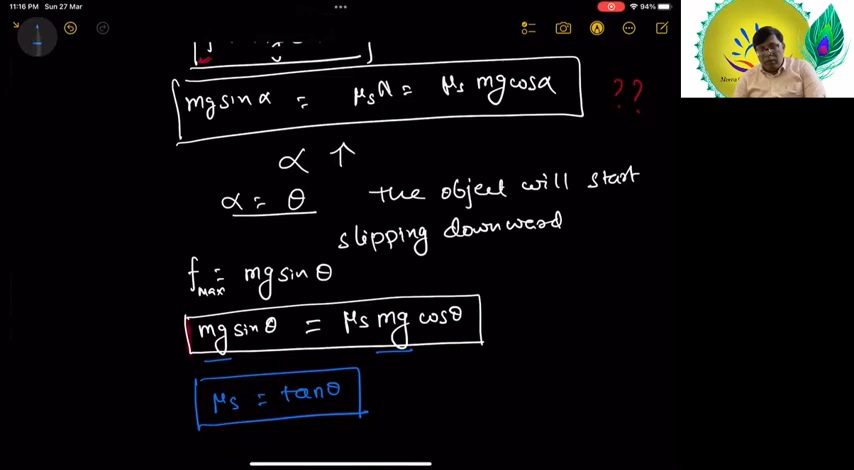 11:16 PM Sun 27 Mar
94%
mg sin α = μs N = μs mg cos α ??
α ↑
α = θ The object will start
slipping downward
fmax = mg sin θ
mg sin θ = μs mg cos θ
μs = tan θ